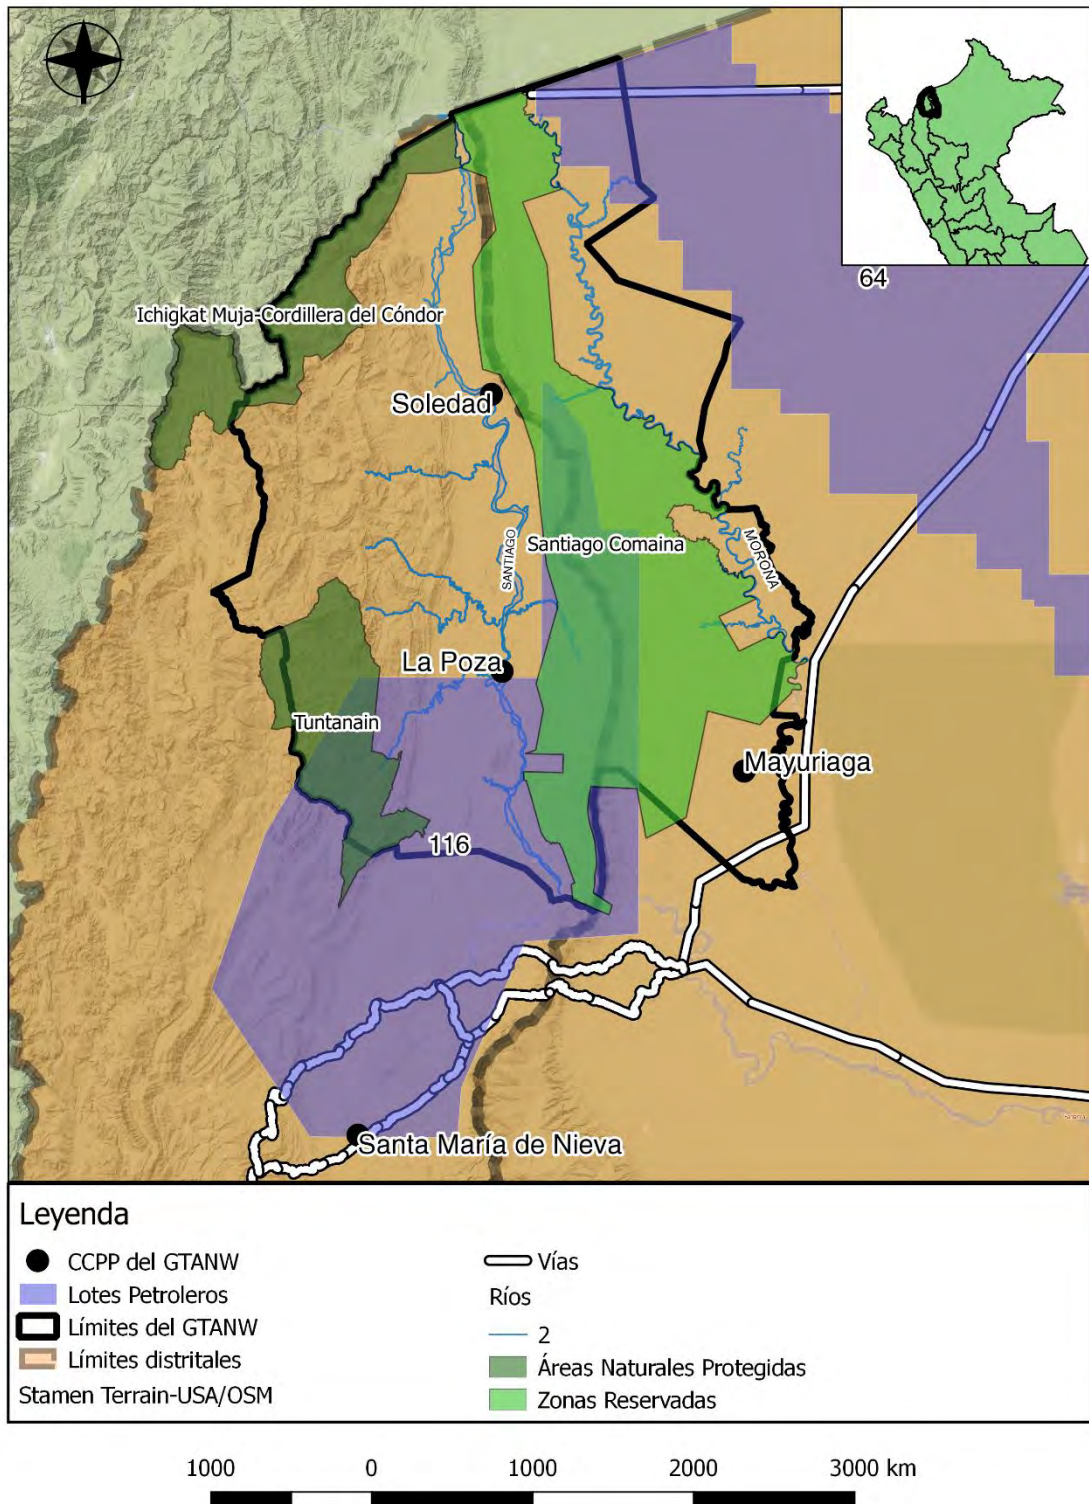 64
Ichigkat Muja-Cordillera del Cóndor
Soledad
SANTIAGO
Santiago Comaina
MORONA
La Poza
Tuntanain
Mayuriaga
116
Santa María de Nieva
Leyenda
CCPP del GTANW
Lotes Petroleros
Límites del GTANW
Límites distritales
Stamen Terrain-USA/OSM
Vías
Ríos
2
Áreas Naturales Protegidas
Zonas Reservadas
1000 0 1000 2000 3000 km